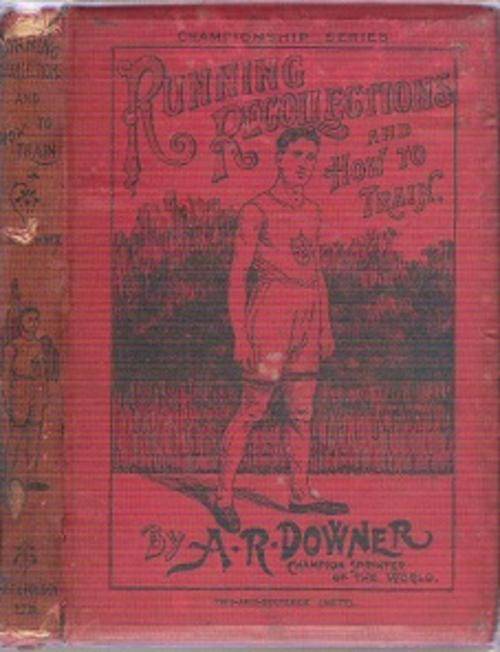 CHAMPIONSHIP SERIES
RUNNING
RECOLLECTIONS
AND
HOW TO
TRAIN.
By A·R·DOWNER
CHAMPION SPRINTER
OF THE WORLD.
RUNNING
RECOLLECTIONS
AND
HOW TO
TRAIN